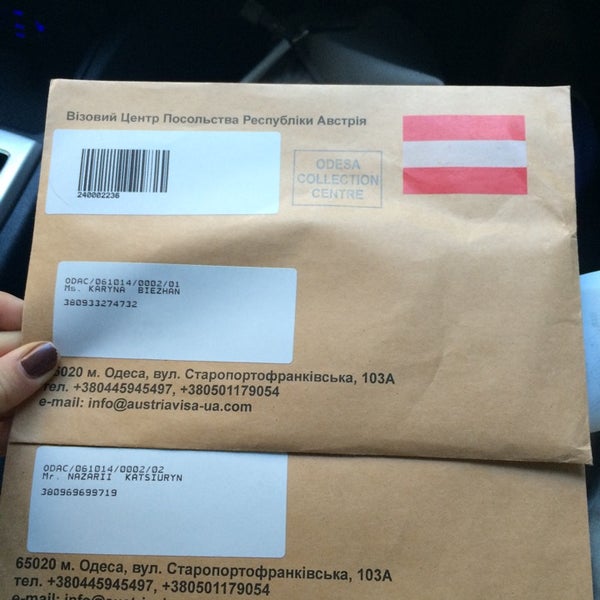 Візовий Центр Посольства Республіки Австрія
240002236
ODESA
COLLECTION
CENTRE
ODAC/061014/0002/01
Ms. KARYNA BIEZHAN
380933274732
65020 м. Одеса, вул. Старопортофранківська, 103А
тел. +380445945497, +380501179054
e-mail: info@austriavisa-ua.com
ODAC/061014/0002/02
Mr. NAZARII KATSIURYN
380969699719
65020 м. Одеса, вул. Старопортофранківська, 103А
тел. +380445945497, +380501179054